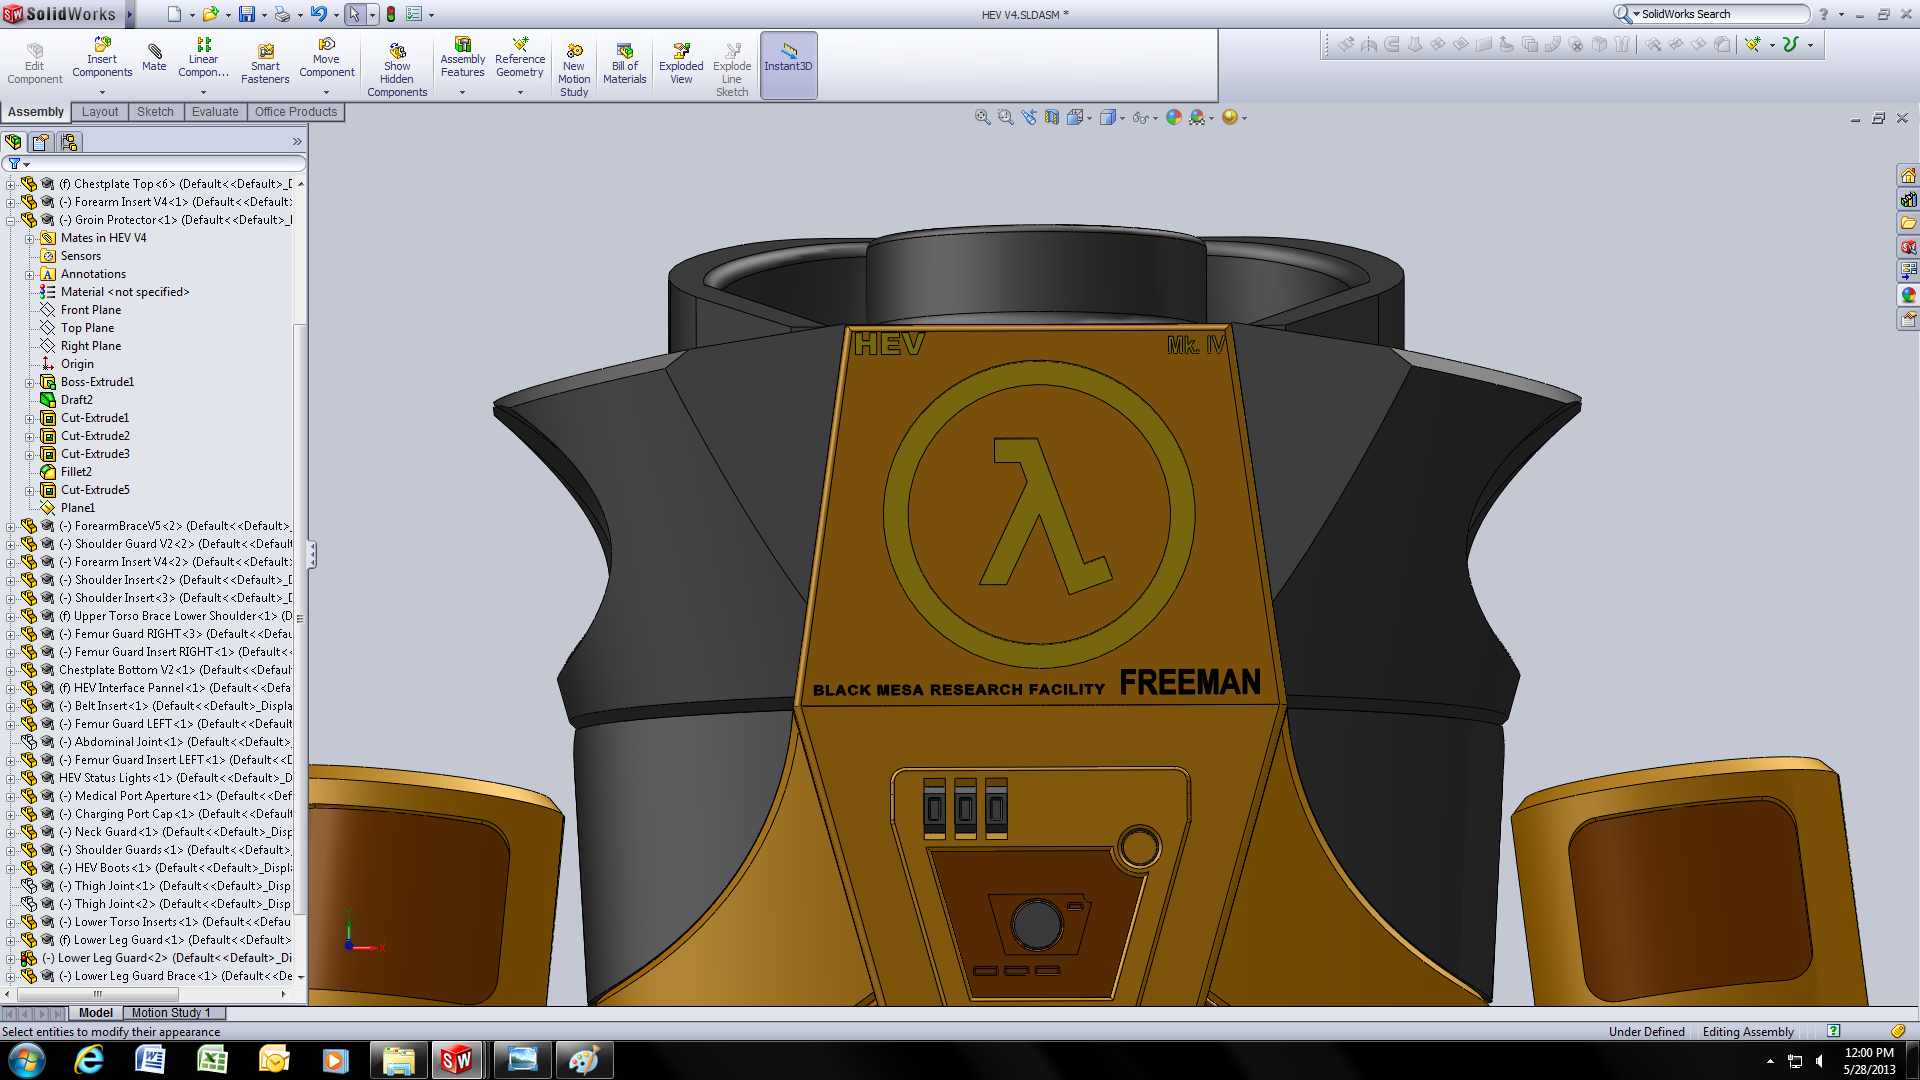 SolidWorks
HEV V4.SLDASM *
SolidWorks Search
Edit Component
Insert Components
Mate
Linear Compon...
Smart Fasteners
Move Component
Show Hidden Components
Assembly Features
Reference Geometry
New Motion Study
Bill of Materials
Exploded View
Explode Line Sketch
Instant3D
Assembly
Layout
Sketch
Evaluate
Office Products
(f) Chestplate Top<6> (Default<<Default>_D
(-) Forearm Insert V4<1> (Default<<Default>
(-) Groin Protector<1> (Default<<Default>_
Mates in HEV V4
Sensors
Annotations
Material <not specified>
Front Plane
Top Plane
Right Plane
Origin
Boss-Extrude1
Draft2
Cut-Extrude1
Cut-Extrude2
Cut-Extrude3
Fillet2
Cut-Extrude5
Plane1
(-) ForearmBraceV5<2> (Default<<Default>_
(-) Shoulder Guard V2<2> (Default<<Defaul
(-) Forearm Insert V4<2> (Default<<Default>
(-) Shoulder Insert<2> (Default<<Default>_D
(-) Shoulder Insert<3> (Default<<Default>_D
(f) Upper Torso Brace Lower Shoulder<1> (D
(-) Femur Guard RIGHT<3> (Default<<Defau
(-) Femur Guard Insert RIGHT<1> (Default<<
Chestplate Bottom V2<1> (Default<<Defaul
(f) HEV Interface Pannel<1> (Default<<Defa
(-) Belt Insert<1> (Default<<Default>_Displa
(-) Femur Guard LEFT<1> (Default<<Default
(-) Abdominal Joint<1> (Default<<Default>_
(-) Femur Guard Insert LEFT<1> (Default<<D
HEV Status Lights<1> (Default<<Default>_D
(-) Medical Port Aperture<1> (Default<<Def
(-) Charging Port Cap<1> (Default<<Default
(-) Neck Guard<1> (Default<<Default>_Disp
(-) Shoulder Guards<1> (Default<<Default>_
(-) HEV Boots<1> (Default<<Default>_Displ
(-) Thigh Joint<1> (Default<<Default>_Disp
(-) Thigh Joint<2> (Default<<Default>_Disp
(-) Lower Torso Inserts<1> (Default<<Defau
(f) Lower Leg Guard<1> (Default<<Default>
(-) Lower Leg Guard<2> (Default<<Default>_Di
(-) Lower Leg Guard Brace<1> (Default<<De
HEV
Mk. IV
λ
BLACK MESA RESEARCH FACILITY FREEMAN
X
Model
Motion Study 1
Select entities to modify their appearance
Under Defined
Editing Assembly
12:00 PM
5/28/2013